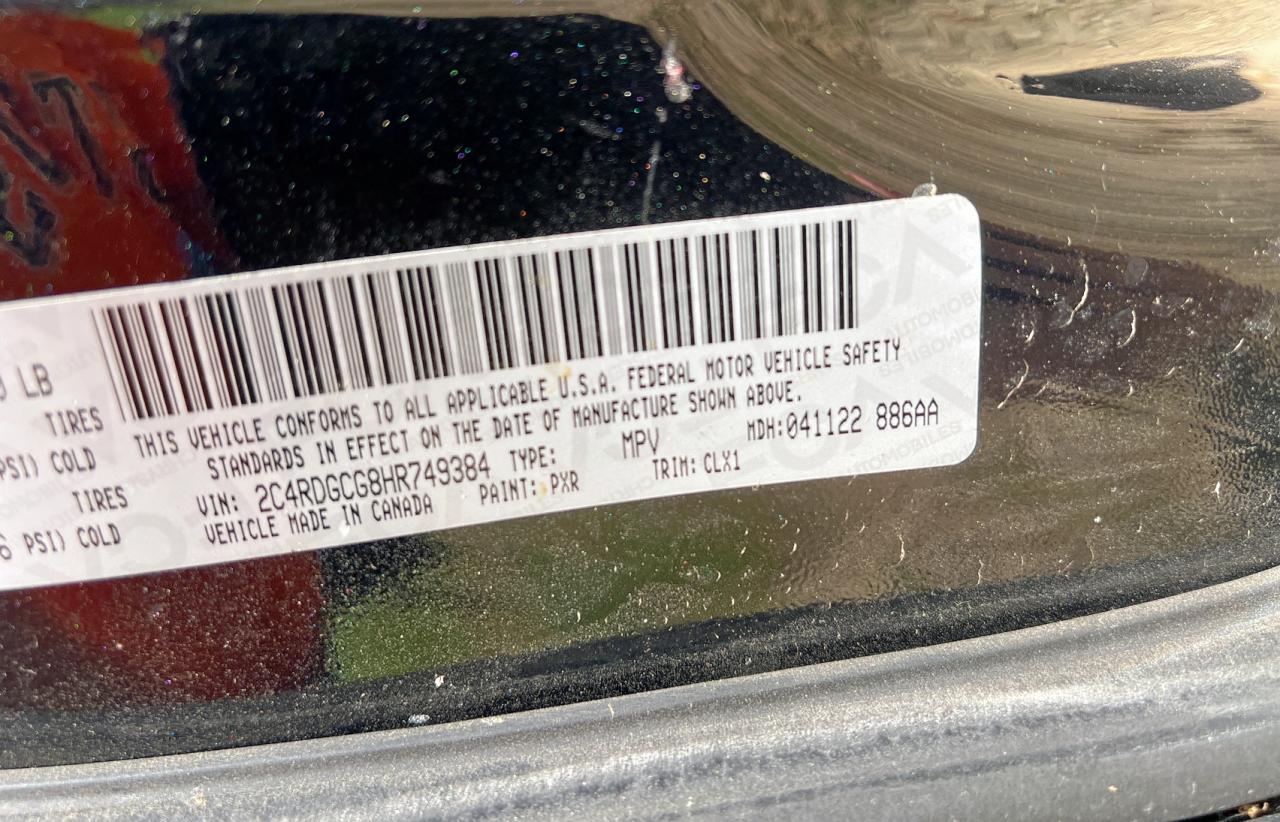 LB
TIRES
PSI) COLD
TIRES
6 PSI) COLD
THIS VEHICLE CONFORMS TO ALL APPLICABLE U.S.A. FEDERAL MOTOR VEHICLE SAFETY
STANDARDS IN EFFECT ON THE DATE OF MANUFACTURE SHOWN ABOVE.
VIN: 2C4RDGCG8HR749384 TYPE: MPV MDH:041122 886AA
VEHICLE MADE IN CANADA PAINT: PXR TRIM: CLX1